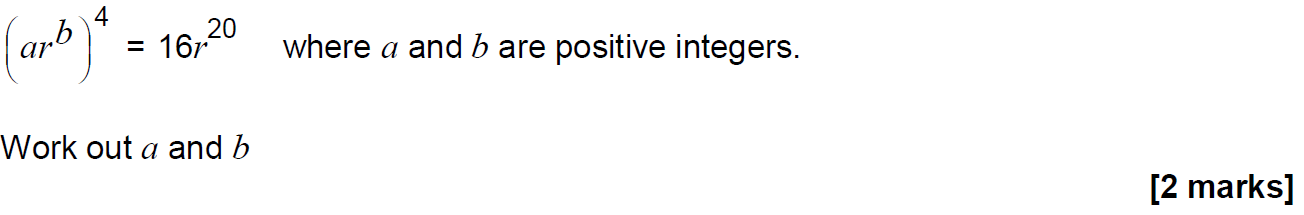 (ar^b)^4 = 16r^20 where a and b are positive integers.
Work out a and b
[2 marks]